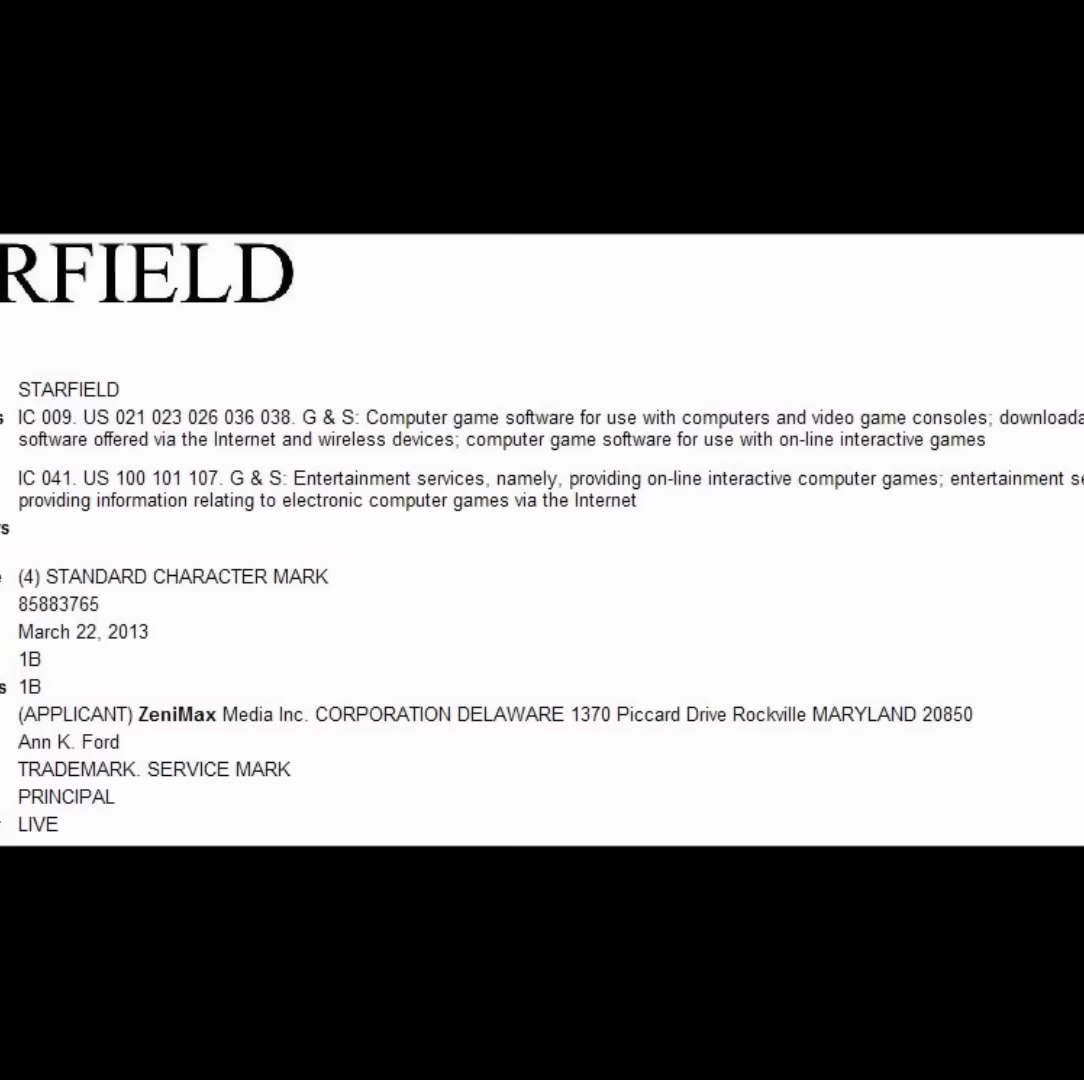 RFIELD
STARFIELD
s IC 009. US 021 023 026 036 038. G & S: Computer game software for use with computers and video game consoles; downloada
software offered via the Internet and wireless devices; computer game software for use with on-line interactive games
IC 041. US 100 101 107. G & S: Entertainment services, namely, providing on-line interactive computer games; entertainment se
providing information relating to electronic computer games via the Internet
s
e (4) STANDARD CHARACTER MARK
85883765
March 22, 2013
1B
s 1B
(APPLICANT) ZeniMax Media Inc. CORPORATION DELAWARE 1370 Piccard Drive Rockville MARYLAND 20850
Ann K. Ford
TRADEMARK. SERVICE MARK
PRINCIPAL
LIVE